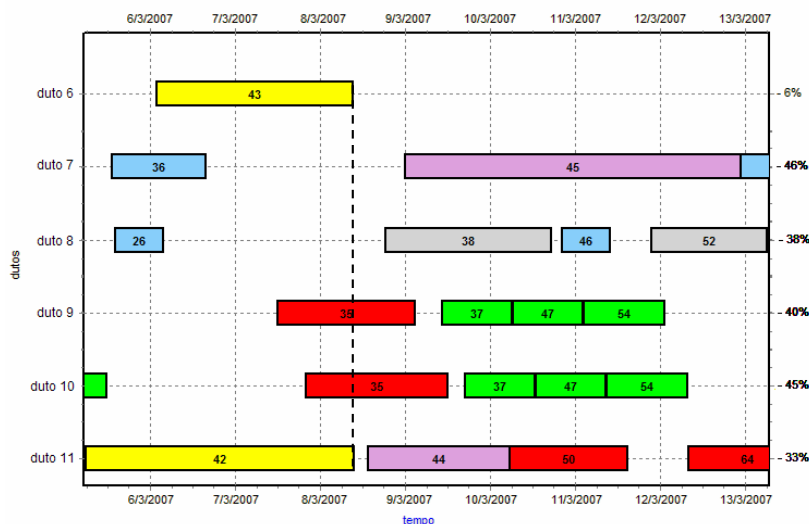 6/3/2007 7/3/2007 8/3/2007 9/3/2007 10/3/2007 11/3/2007 12/3/2007 13/3/2007
duto 6 43 6%
duto 7 36 45 46%
duto 8 26 38 46 52 38%
dutos
duto 9 35 37 47 54 40%
duto 10 35 37 47 54 45%
duto 11 42 44 50 64 33%
6/3/2007 7/3/2007 8/3/2007 9/3/2007 10/3/2007 11/3/2007 12/3/2007 13/3/2007
tempo